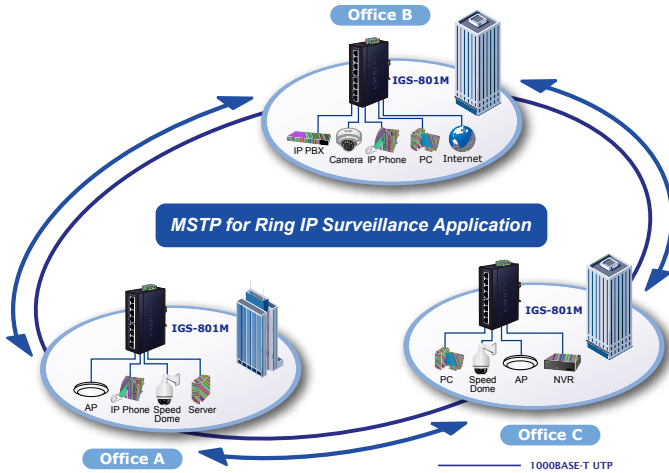 Office B
IGS-801M
IP PBX
Camera
IP Phone
PC
Internet
MSTP for Ring IP Surveillance Application
IGS-801M
AP
IP Phone
Speed
Dome
Server
Office A
IGS-801M
PC
Speed
Dome
AP
NVR
Office C
1000BASE-T UTP